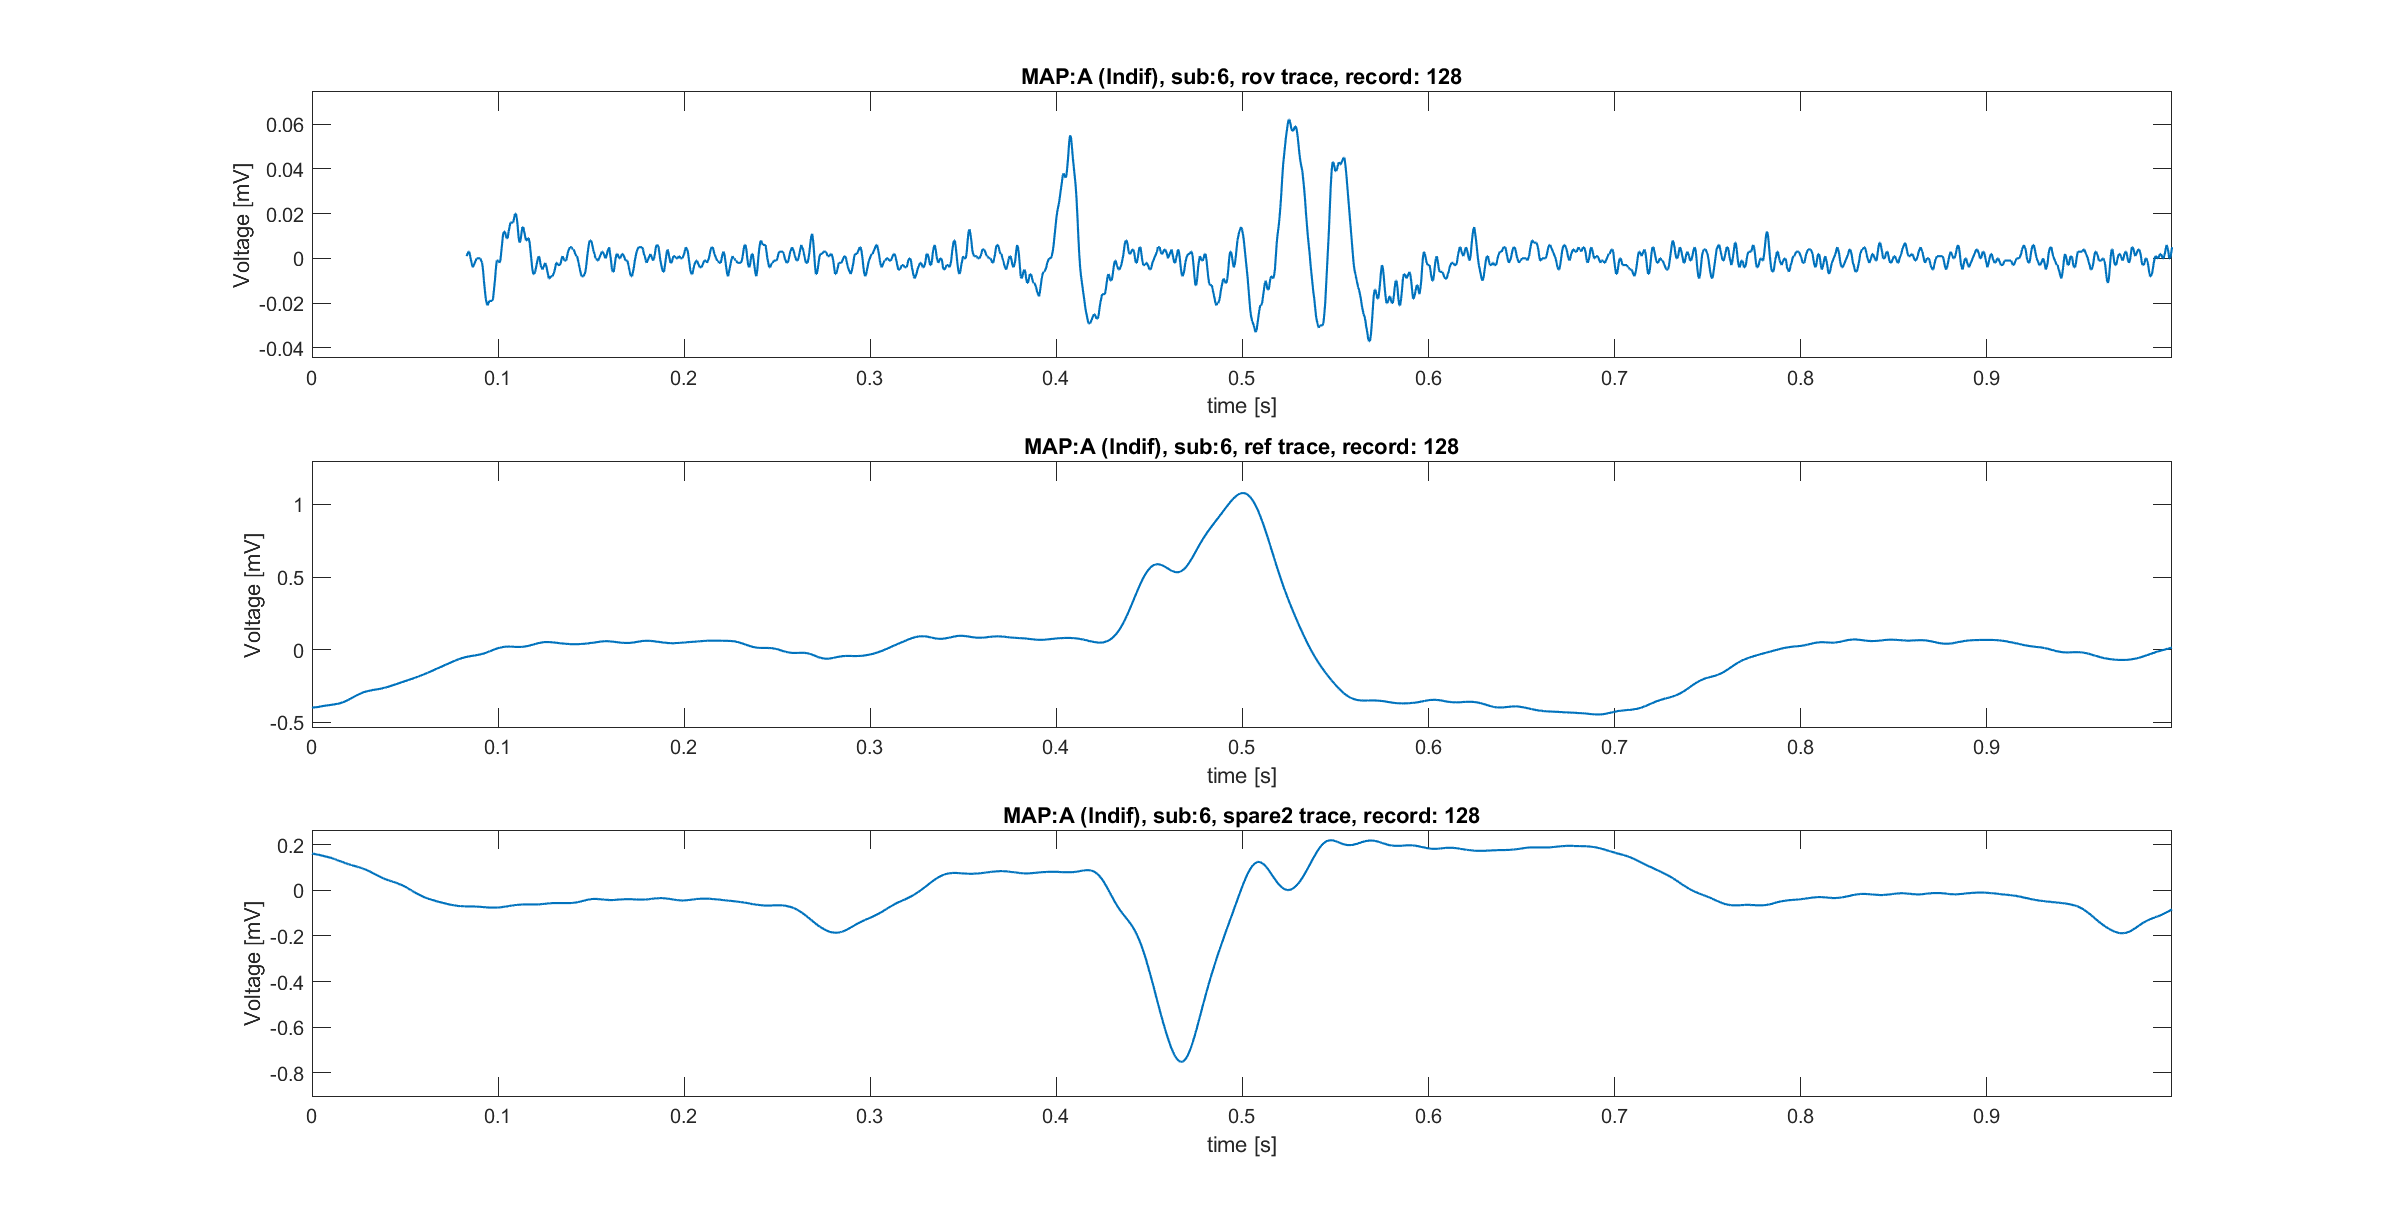 MAP:A (Indif), sub:6, rov trace, record: 128
Voltage [mV]
0.06
0.04
0.02
0
-0.02
-0.04
0 0.1 0.2 0.3 0.4 0.5 0.6 0.7 0.8 0.9
time [s]
MAP:A (Indif), sub:6, ref trace, record: 128
Voltage [mV]
1
0.5
0
-0.5
0 0.1 0.2 0.3 0.4 0.5 0.6 0.7 0.8 0.9
time [s]
MAP:A (Indif), sub:6, spare2 trace, record: 128
Voltage [mV]
0.2
0
-0.2
-0.4
-0.6
-0.8
0 0.1 0.2 0.3 0.4 0.5 0.6 0.7 0.8 0.9
time [s]